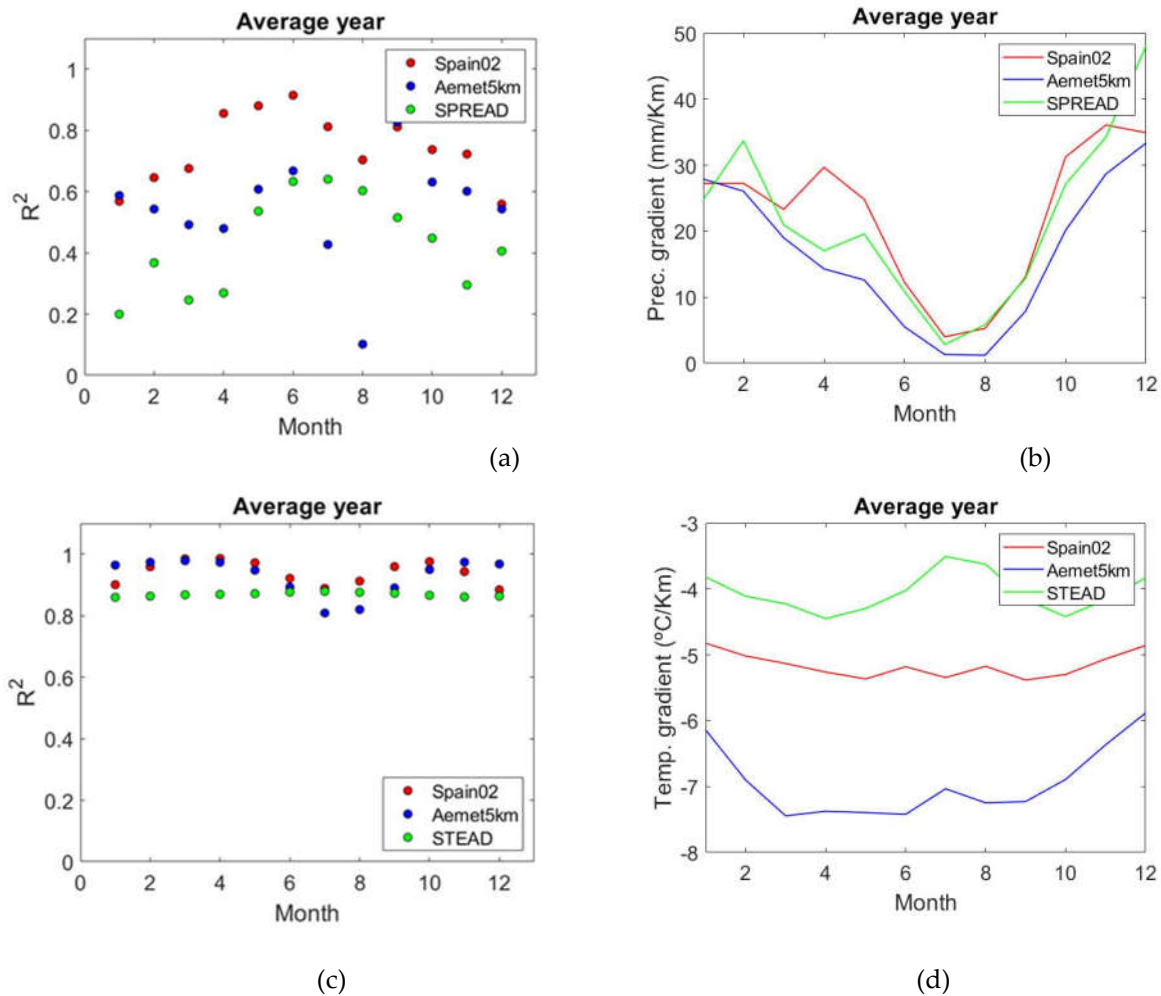 Average year
1
0.8
0.6
0.4
0.2
0
R²
0 2 4 6 8 10 12
Month
Spain02
Aemet5km
SPREAD
(a)
Average year
50
40
30
20
10
0
Prec. gradient (mm/Km)
2 4 6 8 10 12
Month
Spain02
Aemet5km
SPREAD
(b)
Average year
1
0.8
0.6
0.4
0.2
0
R²
0 2 4 6 8 10 12
Month
Spain02
Aemet5km
STEAD
(c)
Average year
-3
-4
-5
-6
-7
-8
Temp. gradient (ºC/Km)
2 4 6 8 10 12
Month
Spain02
Aemet5km
STEAD
(d)